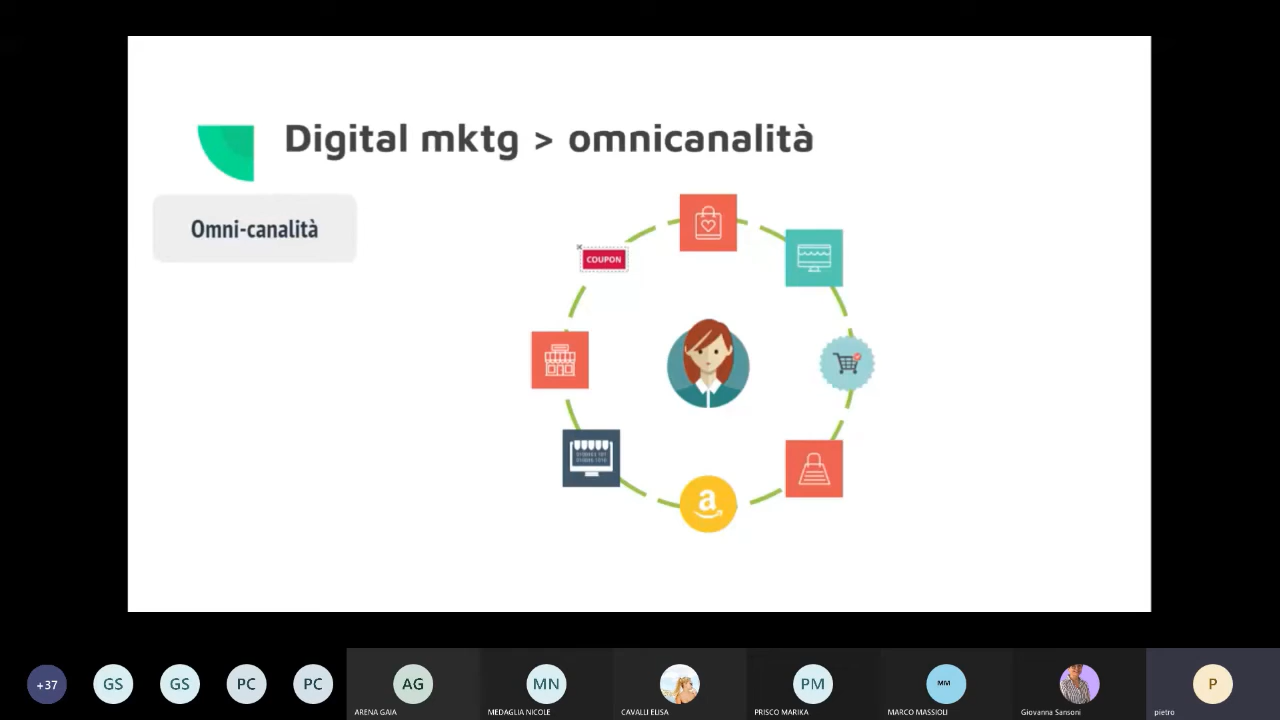 Digital mktg > omnicanalità
Omni-canalità
COUPON
a
+37
GS
GS
PC
PC
AG
MN
PM
MM
P
ARENA GAIA
MEDAGLIA NICOLE
CAVALLI ELISA
PRISCO MARIKA
MARCO MASSIOLI
Giovanna Sansoni
pietro